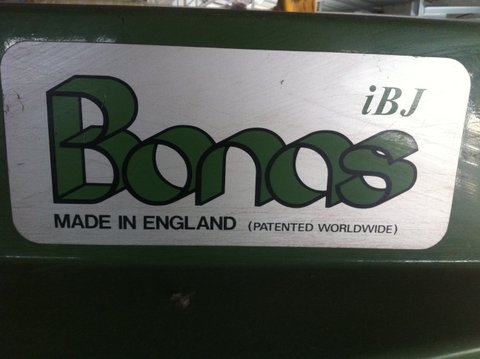 iBJ
Bonas
MADE IN ENGLAND (PATENTED WORLDWIDE)